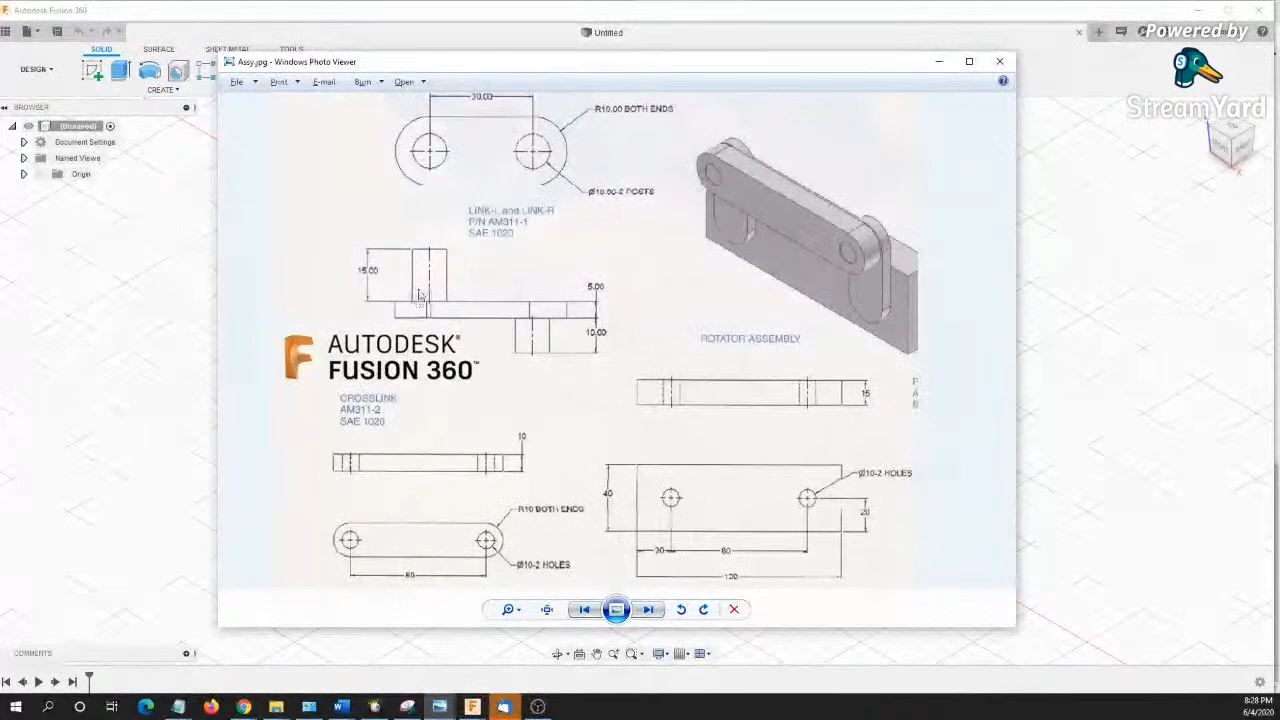 Autodesk Fusion 360
Untitled
Powered by
StreamYard
SOLID
SURFACE
SHEET METAL
TOOLS
DESIGN
CREATE
BROWSER
(Unsaved)
Document Settings
Named Views
Origin
Assy.jpg - Windows Photo Viewer
File
Print
E-mail
Burn
Open
30.00
R10.00 BOTH ENDS
Ø10.00-2 POSTS
LINK-L and LINK-R
P/N AM311-1
SAE 1020
15.00
5.00
10.00
AUTODESK®
FUSION 360™
ROTATOR ASSEMBLY
CROSSLINK
AM311-2
SAE 1020
15
10
R10 BOTH ENDS
Ø10-2 HOLES
80
40
Ø10-2 HOLES
20
20
80
120
COMMENTS
8:28 PM
6/4/2020